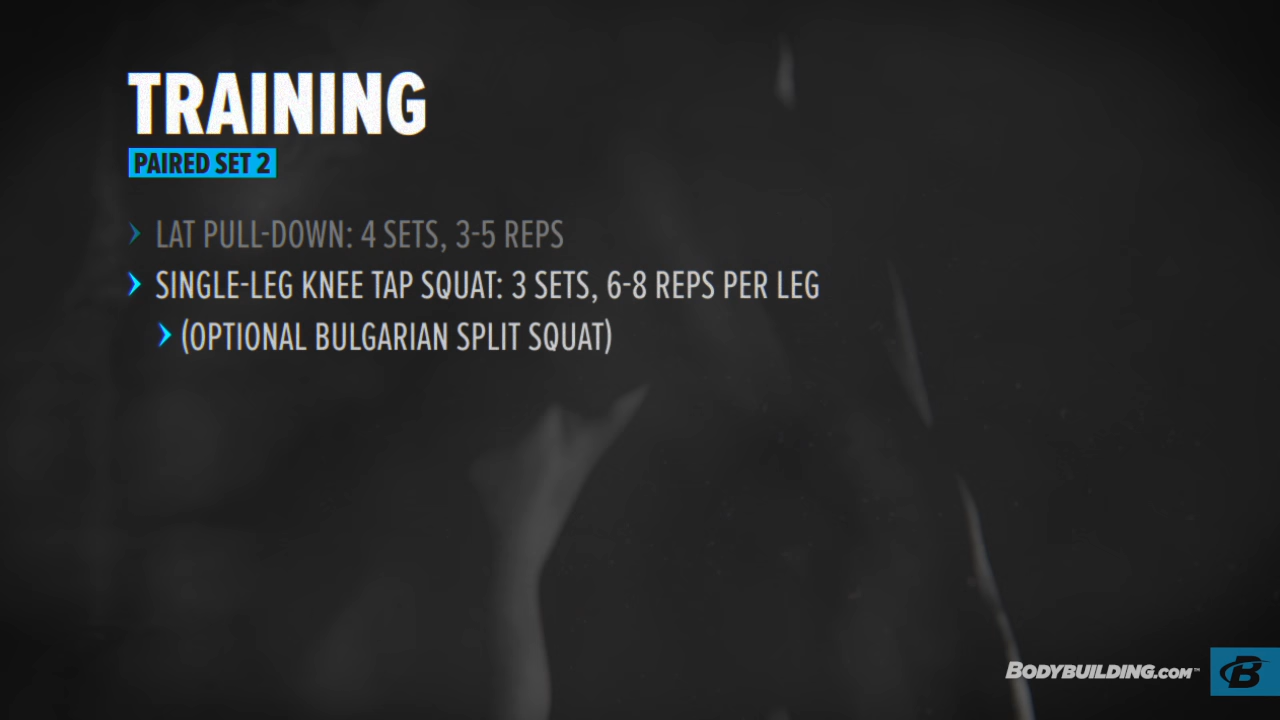 TRAINING
PAIRED SET 2
LAT PULL-DOWN: 4 SETS, 3-5 REPS
SINGLE-LEG KNEE TAP SQUAT: 3 SETS, 6-8 REPS PER LEG
(OPTIONAL BULGARIAN SPLIT SQUAT)
BODYBUILDING.COM™ B